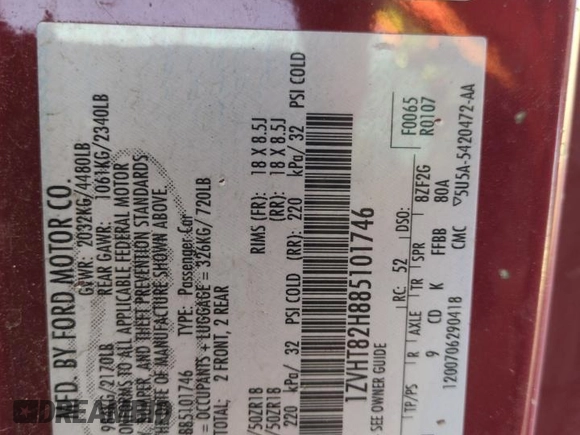 MFD. BY FORD MOTOR CO.
GVWR: 2032KG/4480LB
2170LB REAR GAWR: 1061KG/2340LB
TO ALL APPLICABLE FEDERAL MOTOR
BUMPER, AND THEFT PREVENTION STANDARDS
DATE OF MANUFACTURE SHOWN ABOVE.
885101746 TYPE: Passenger Car
= OCCUPANTS + LUGGAGE = 326KG/ 720LB
TOTAL: 2 FRONT, 2 REAR
/50ZR18 RIMS (FR): 18 X 8.5J
/50ZR18 (RR): 18 X 8.5J
220 kPa/ 32 PSI COLD (RR): 220 kPa/ 32 PSI COLD
1ZVHT82H885101746
SEE OWNER GUIDE
RC: 52 DSO: F0065
R0107
TP/PS R AXLE TR SPR 8ZF2G
9 CD K FFBB 80A
1200706290418 CMC ▽5U5A-5420472-AA
EPICVIN
VIN DECODING